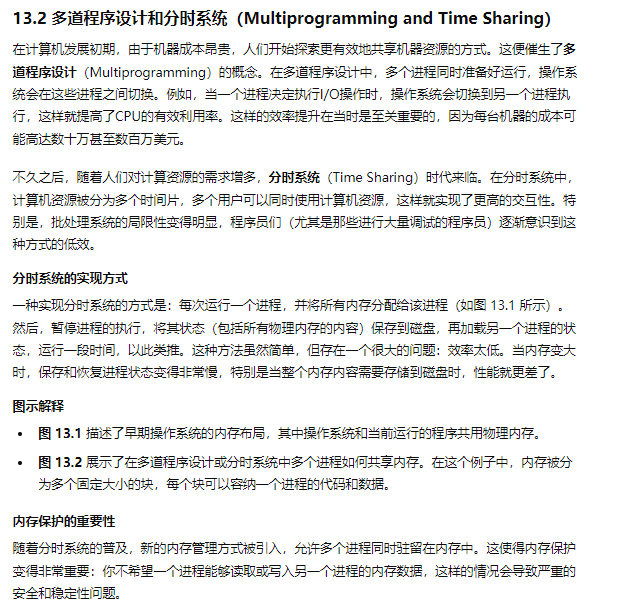 13.2 多道程序设计和分时系统（Multiprogramming and Time Sharing）
在计算机发展初期，由于机器成本昂贵，人们开始探索更有效地共享机器资源的方式。这便催生了多
道程序设计（Multiprogramming）的概念。在多道程序设计中，多个进程同时准备好运行，操作系
统会在这些进程之间切换。例如，当一个进程决定执行I/O操作时，操作系统会切换到另一个进程执
行，这样就提高了CPU的有效利用率。这样的效率提升在当时是至关重要的，因为每台机器的成本可
能高达数十万甚至数百万美元。
不久之后，随着人们对计算资源的需求增多，分时系统（Time Sharing）时代来临。在分时系统中，
计算机资源被分为多个时间片，多个用户可以同时使用计算机资源，这样就实现了更高的交互性。特
别是，批处理系统的局限性变得明显，程序员们（尤其是那些进行大量调试的程序员）逐渐意识到这
种方式的低效。
分时系统的实现方式
一种实现分时系统的方式是：每次运行一个进程，并将所有内存分配给该进程（如图 13.1 所示）。
然后，暂停进程的执行，将其状态（包括所有物理内存的内容）保存到磁盘，再加载另一个进程的状
态，运行一段时间，以此类推。这种方法虽然简单，但存在一个很大的问题：效率太低。当内存变大
时，保存和恢复进程状态变得非常慢，特别是当整个内存内容需要存储到磁盘时，性能就更差了。
图示解释
• 图 13.1 描述了早期操作系统的内存布局，其中操作系统和当前运行的程序共用物理内存。
• 图 13.2 展示了在多道程序设计或分时系统中多个进程如何共享内存。在这个例子中，内存被分
为多个固定大小的块，每个块可以容纳一个进程的代码和数据。
内存保护的重要性
随着分时系统的普及，新的内存管理方式被引入，允许多个进程同时驻留在内存中。这使得内存保护
变得非常重要：你不希望一个进程能够读取或写入另一个进程的内存数据，这样的情况会导致严重的
安全和稳定性问题。